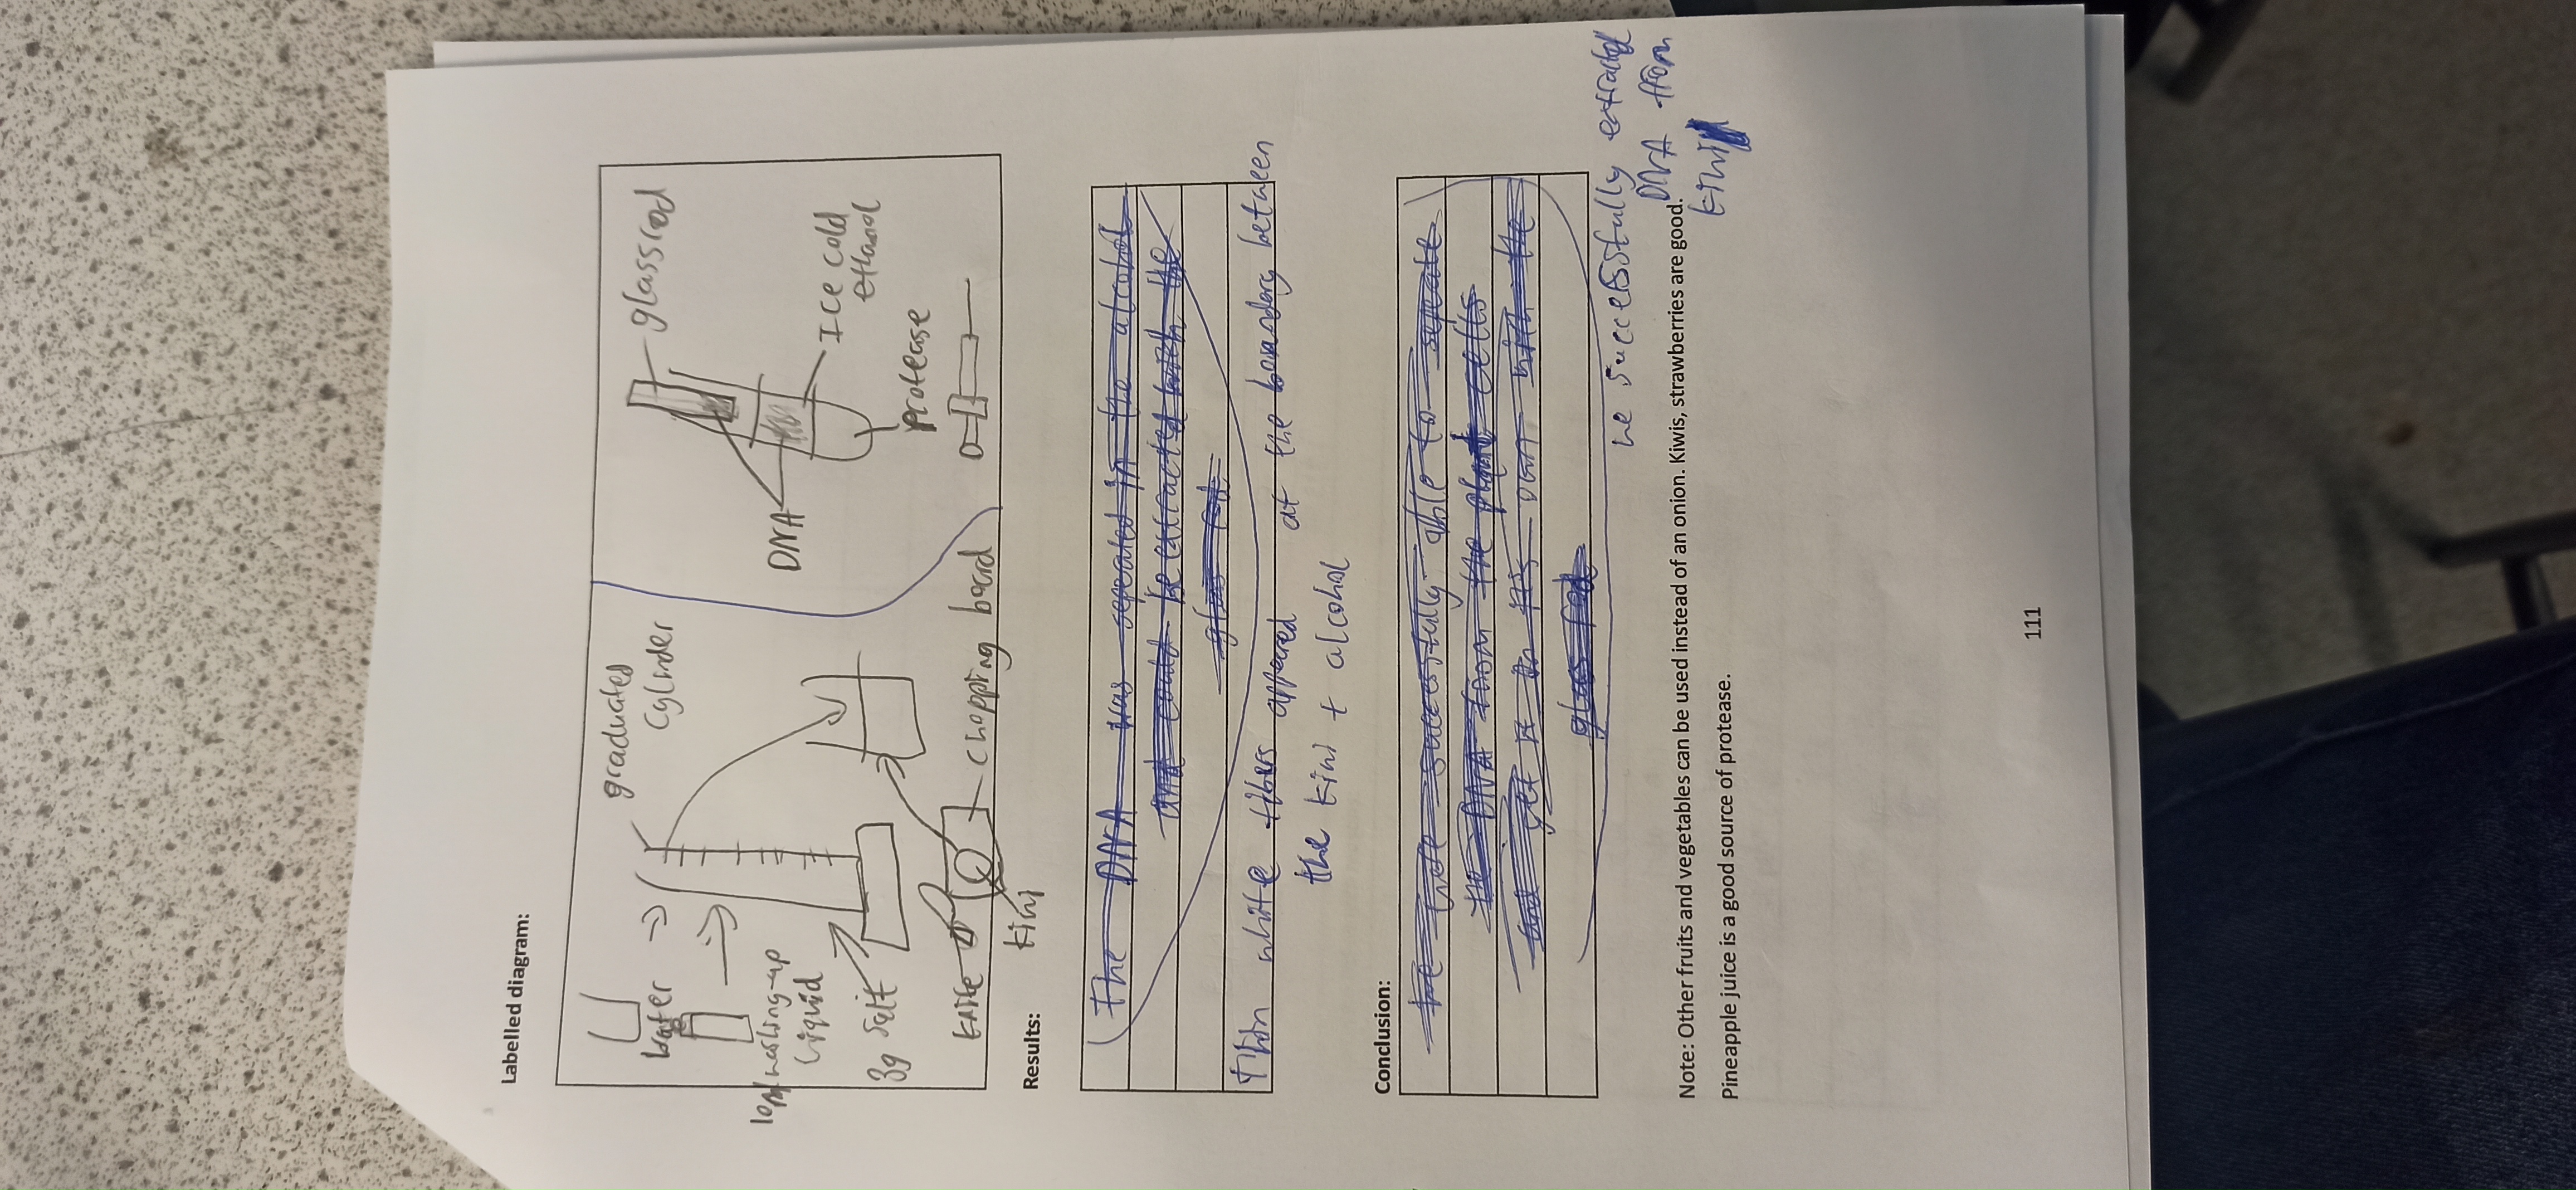 Labelled diagram:
graduated
cylinder
water
washing-up
liquid
3g salt
knife
kiwi
chopping board
glass rod
DNA
Ice cold
ethanol
protease
Results:
The DNA was seperated in the alcohol
and could be extracted with the
glass rod
Thin white fibers appeared at the boundary between
the kiwi + alcohol
Conclusion:
We were successfully able to seperate
the DNA from the plant cells
and get it on it's own with the
glass rod
we successfully extracted
DNA from
kiwi
Note: Other fruits and vegetables can be used instead of an onion. Kiwis, strawberries are good.
Pineapple juice is a good source of protease.
111